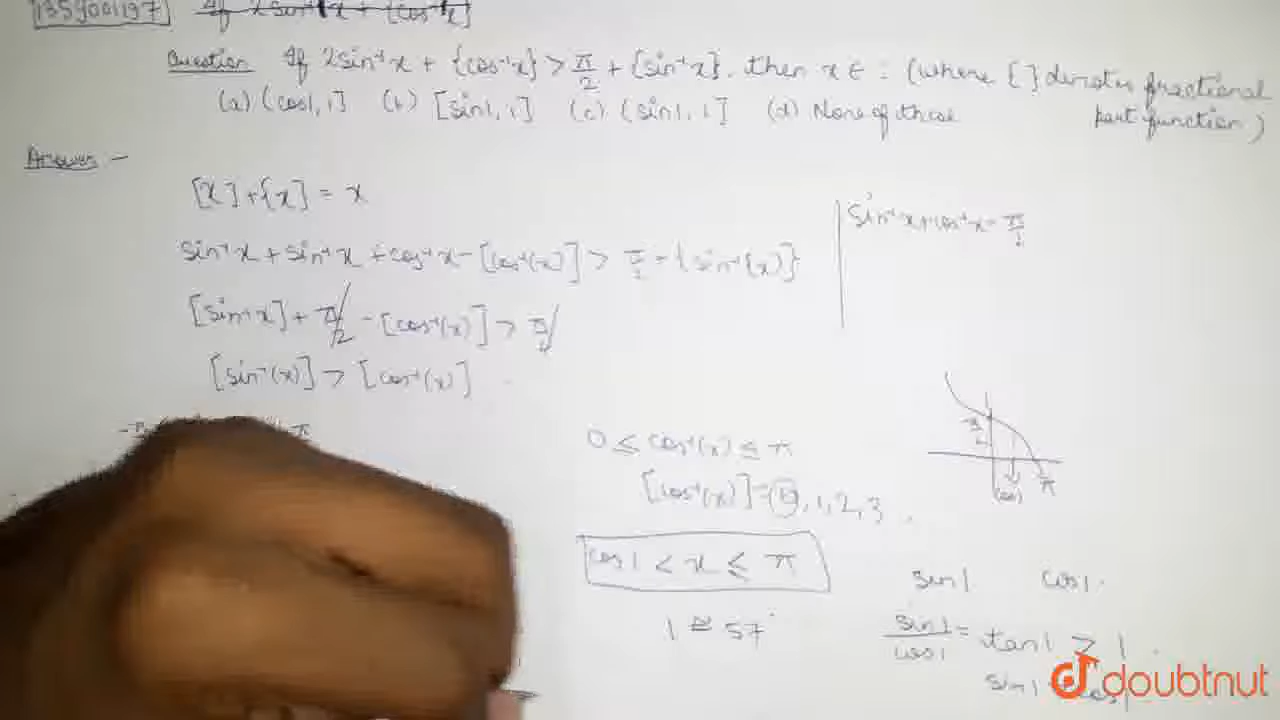 1359001197
Question If 2sin⁻¹x + {cos⁻¹x} > π/2 + {sin⁻¹x}, then x ∈ : (where { } denotes fractional
part function)
(a) (cos1, 1] (b) [sin1, 1] (c) (sin1, 1] (d) None of these
Answer -
[x] + {x} = x
sin⁻¹x + cos⁻¹x = π/2
sin⁻¹x + sin⁻¹x + cos⁻¹x - [cos⁻¹(x)] > π/2 - {sin⁻¹(x)}
[sin⁻¹x] + π/2 - [cos⁻¹(x)] > π/2
[sin⁻¹(x)] > [cos⁻¹(x)]
π/2
cos1 π
0 ≤ cos⁻¹(x) ≤ π
[cos⁻¹(x)] = 0, 1, 2, 3
cos1 < x ≤ π
1 ≅ 57°
sin1 cos1
sin1/cos1 = tan1 > 1
sin1
doubtnut